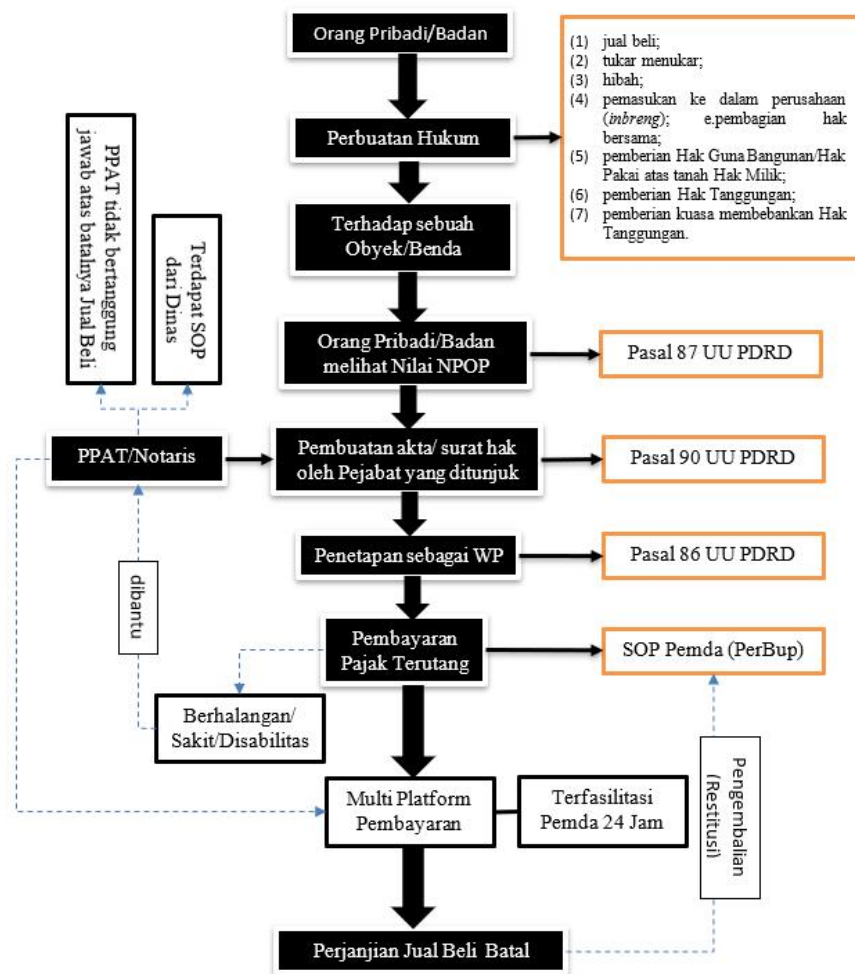 Orang Pribadi/Badan
(1) jual beli;
(2) tukar menukar;
(3) hibah;
(4) pemasukan ke dalam perusahaan
(inbreng); e.pembagian hak
bersama;
(5) pemberian Hak Guna Bangunan/Hak
Pakai atas tanah Hak Milik;
(6) pemberian Hak Tanggungan;
(7) pemberian kuasa membebankan Hak
Tanggungan.
Perbuatan Hukum
PPAT tidak bertanggung
jawab atas batalnya Jual Beli
Terdapat SOP
dari Dinas
Terhadap sebuah
Obyek/Benda
Orang Pribadi/Badan
melihat Nilai NPOP
Pasal 87 UU PDRD
PPAT/Notaris
Pembuatan akta/ surat hak
oleh Pejabat yang ditunjuk
Pasal 90 UU PDRD
Penetapan sebagai WP
Pasal 86 UU PDRD
dibantu
Pembayaran
Pajak Terutang
SOP Pemda (PerBup)
Berhalangan/
Sakit/Disabilitas
Pengembalian
(Restitusi)
Multi Platform
Pembayaran
Terfasilitasi
Pemda 24 Jam
Perjanjian Jual Beli Batal